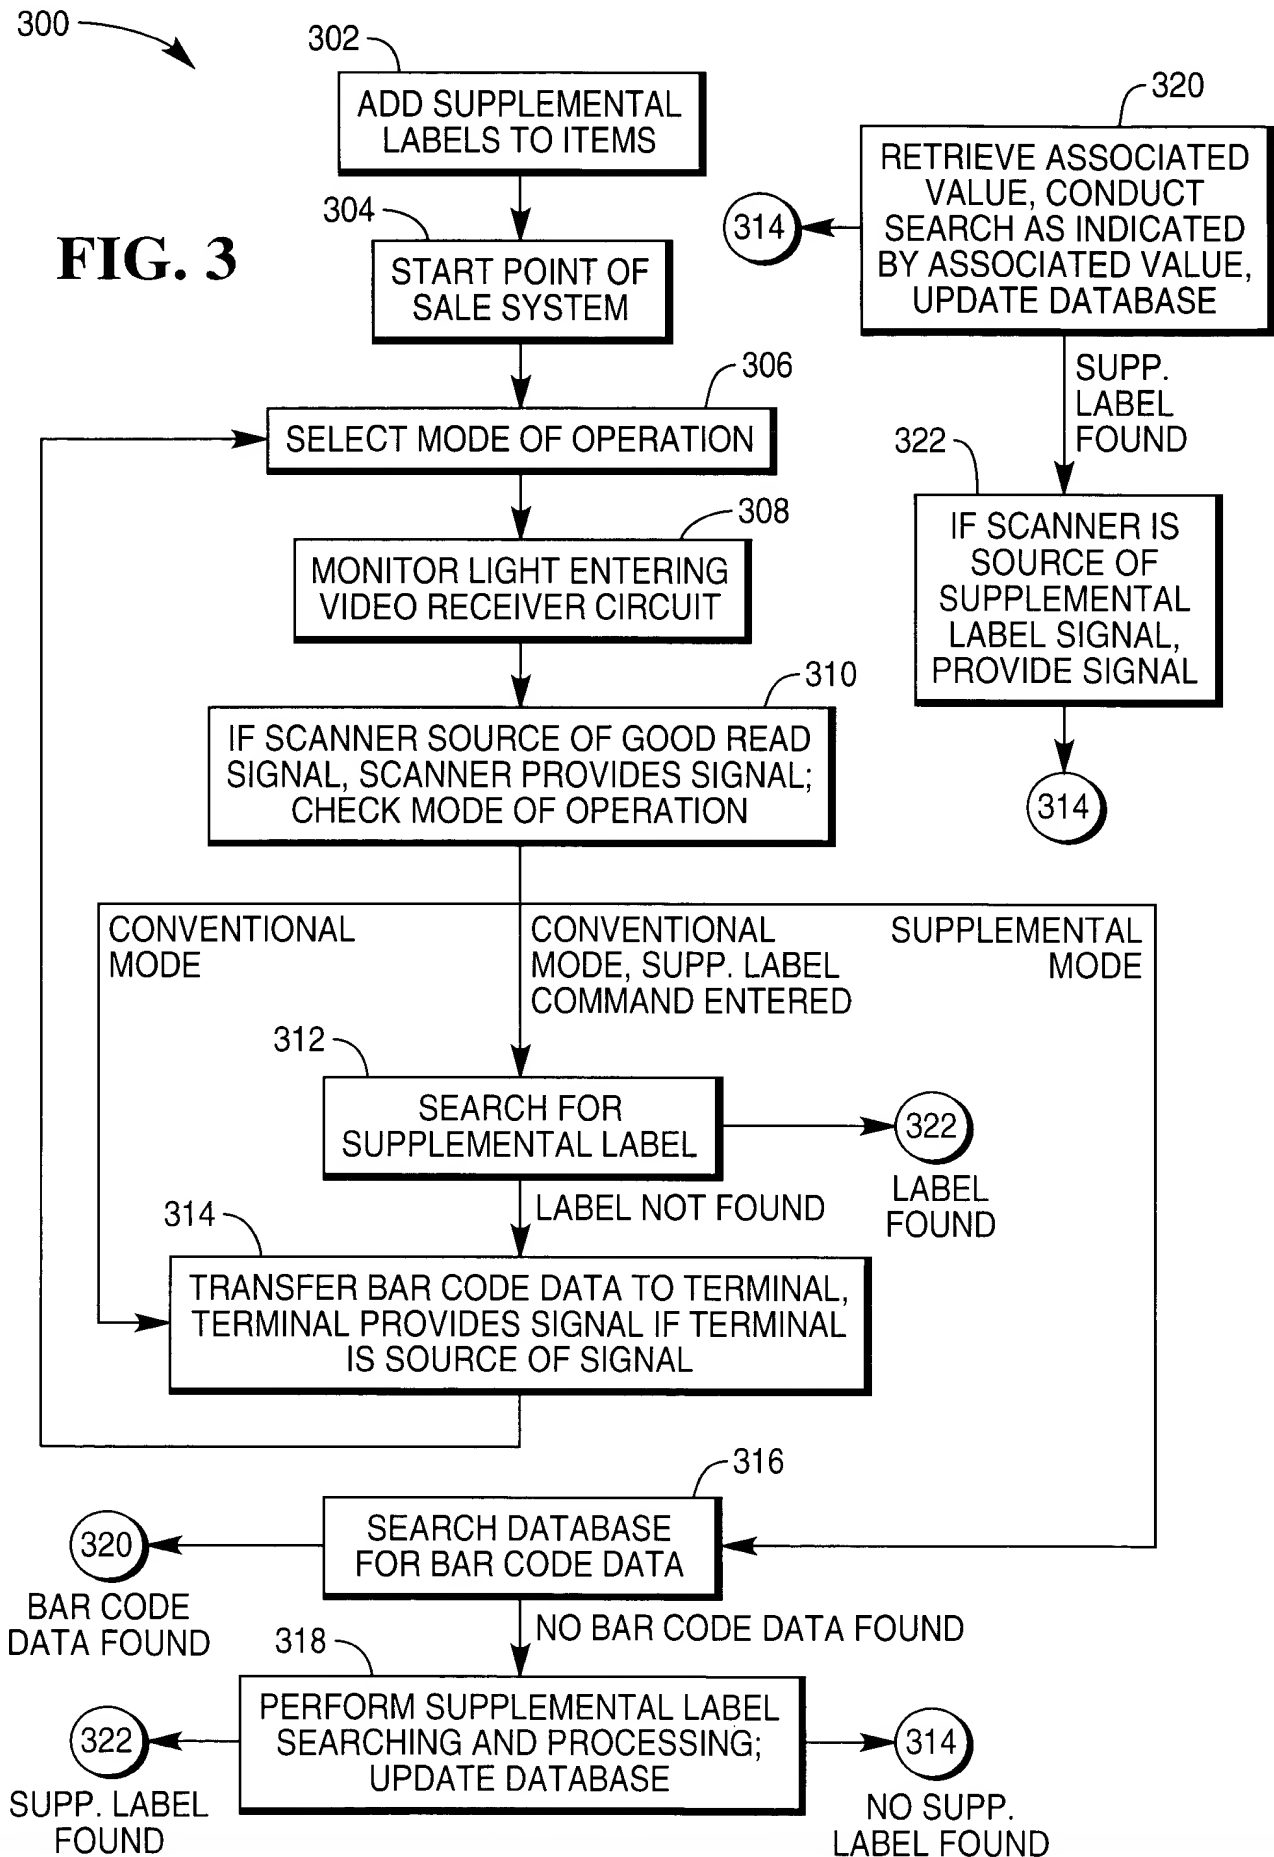 300
302
ADD SUPPLEMENTAL
LABELS TO ITEMS
304
START POINT OF
SALE SYSTEM
FIG. 3
306
SELECT MODE OF OPERATION
308
MONITOR LIGHT ENTERING
VIDEO RECEIVER CIRCUIT
310
IF SCANNER SOURCE OF GOOD READ
SIGNAL, SCANNER PROVIDES SIGNAL;
CHECK MODE OF OPERATION
CONVENTIONAL
MODE
CONVENTIONAL
MODE, SUPP. LABEL
COMMAND ENTERED
SUPPLEMENTAL
MODE
312
SEARCH FOR
SUPPLEMENTAL LABEL
322
LABEL
FOUND
LABEL NOT FOUND
314
TRANSFER BAR CODE DATA TO TERMINAL,
TERMINAL PROVIDES SIGNAL IF TERMINAL
IS SOURCE OF SIGNAL
316
SEARCH DATABASE
FOR BAR CODE DATA
320
BAR CODE
DATA FOUND
NO BAR CODE DATA FOUND
318
PERFORM SUPPLEMENTAL LABEL
SEARCHING AND PROCESSING;
UPDATE DATABASE
322
SUPP. LABEL
FOUND
314
NO SUPP.
LABEL FOUND
320
RETRIEVE ASSOCIATED
VALUE, CONDUCT
SEARCH AS INDICATED
BY ASSOCIATED VALUE,
UPDATE DATABASE
314
SUPP.
LABEL
FOUND
322
IF SCANNER IS
SOURCE OF
SUPPLEMENTAL
LABEL SIGNAL,
PROVIDE SIGNAL
314